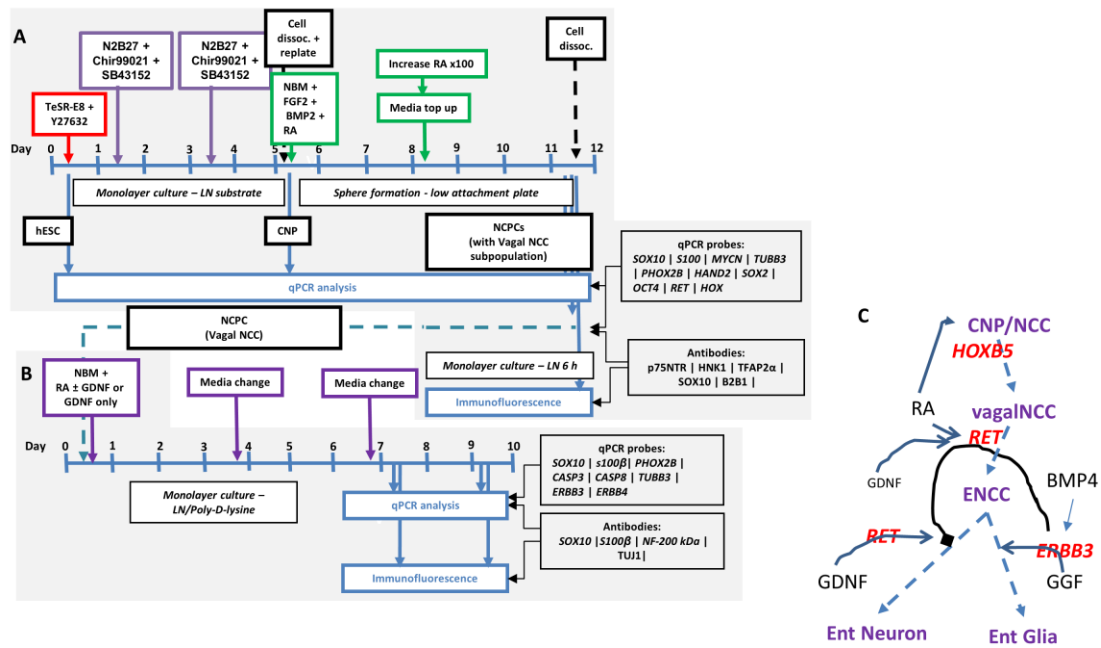 A
Cell
dissoc. +
replate
Cell
dissoc.
N2B27 +
Chir99021 +
SB43152
N2B27 +
Chir99021 +
SB43152
Increase RA x100
NBM +
FGF2 +
BMP2 +
RA
TeSR-E8 +
Y27632
Media top up
Day 0 1 2 3 4 5 6 7 8 9 10 11 12
Monolayer culture – LN substrate
Sphere formation - low attachment plate
hESC
CNP
NCPCs
(with Vagal NCC
subpopulation)
qPCR probes:
SOX10 | S100 | MYCN | TUBB3
| PHOX2B | HAND2 | SOX2 |
OCT4 | RET | HOX
qPCR analysis
NCPC
(Vagal NCC)
Monolayer culture – LN 6 h
Antibodies:
p75NTR | HNK1 | TFAP2α |
SOX10 | B2B1 |
Immunofluorescence
B
NBM +
RA ± GDNF or
GDNF only
Media change
Media change
Day 0 1 2 3 4 5 6 7 8 9 10
Monolayer culture –
LN/Poly-D-lysine
qPCR probes:
SOX10 | s100β| PHOX2B |
CASP3 | CASP8 | TUBB3 |
ERBB3 | ERBB4
qPCR analysis
Antibodies:
SOX10 |S100β | NF-200 kDa |
TUJ1|
Immunofluorescence
C
CNP/NCC
HOXB5
RA
vagalNCC
RET
GDNF
ENCC
BMP4
RET
ERBB3
GDNF
GGF
Ent Neuron
Ent Glia